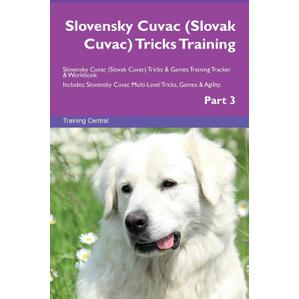 Slovensky Cuvac (Slovak
Cuvac) Tricks Training
Slovensky Cuvac (Slovak Cuvac) Tricks & Games Training Tracker
& Workbook.
Includes: Slovensky Cuvac Multi-Level Tricks, Games & Agility.
Part 3
Training Central